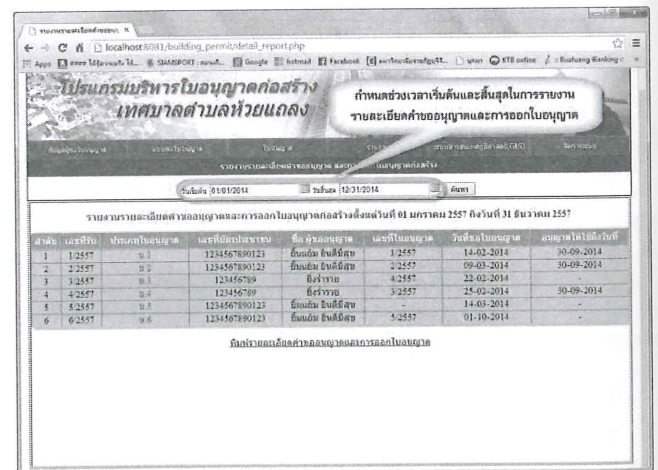 localhost:8081/building_permit/detail_report.php
Apps
SIAMSPORT
Google
hotmail
Facebook
KTB online
Bualuang iBanking
โปรแกรมบริหารใบอนุญาตก่อสร้าง
เทศบาลตำบลห้วยแถลง
กำหนดช่วงเวลาเริ่มต้นและสิ้นสุดในการรายงาน
รายละเอียดคำขออนุญาตและการออกใบอนุญาต
วันเริ่มต้น 01/01/2014 วันสิ้นสุด 12/31/2014 ค้นหา
รายงานรายละเอียดคำขออนุญาตและการออกใบอนุญาตก่อสร้างตั้งแต่วันที่ 01 มกราคม 2557 ถึงวันที่ 31 ธันวาคม 2557
ลำดับ เลขที่รับ ประเภทใบอนุญาต เลขที่บัตรประชาชน ชื่อ ผู้ขออนุญาต เลขที่ใบอนุญาต วันที่ขอใบอนุญาต อนุญาตให้ใช้ถึงวันที่
1 1/2557 อ.1 1234567890123 ยิ้มแย้ม ยินดีมีสุข 1/2557 14-02-2014 30-09-2014
2 2/2557 อ.2 1234567890123 ยิ้มแย้ม ยินดีมีสุข 2/2557 09-03-2014 30-09-2014
3 3/2557 อ.3 123456789 ยิ่งร่ำรวย 4/2557 22-02-2014 -
4 4/2557 อ.4 123456789 ยิ่งร่ำรวย 3/2557 25-02-2014 30-09-2014
5 5/2557 อ.5 1234567890123 ยิ้มแย้ม ยินดีมีสุข - 14-03-2014 -
6 6/2557 อ.6 1234567890123 ยิ้มแย้ม ยินดีมีสุข 5/2557 01-10-2014 -
พิมพ์รายละเอียดคำขออนุญาตและการออกใบอนุญาต